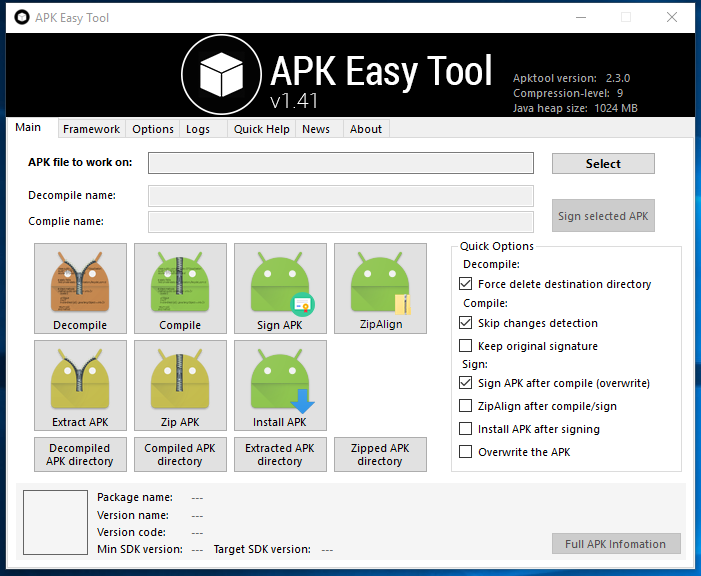 APK Easy Tool
APK Easy Tool
v1.41
Apktool version: 2.3.0
Compression-level: 9
Java heap size: 1024 MB
Main Framework Options Logs Quick Help News About
APK file to work on:
Select
Decompile name:
Complie name:
Sign selected APK
Decompile Compile Sign APK ZipAlign
Extract APK Zip APK Install APK
Decompiled APK directory
Compiled APK directory
Extracted APK directory
Zipped APK directory
Quick Options
Decompile:
Force delete destination directory
Compile:
Skip changes detection
Keep original signature
Sign:
Sign APK after compile (overwrite)
ZipAlign after compile/sign
Install APK after signing
Overwrite the APK
Package name: ---
Version name: ---
Version code: ---
Min SDK version: --- Target SDK version: ---
Full APK Infomation